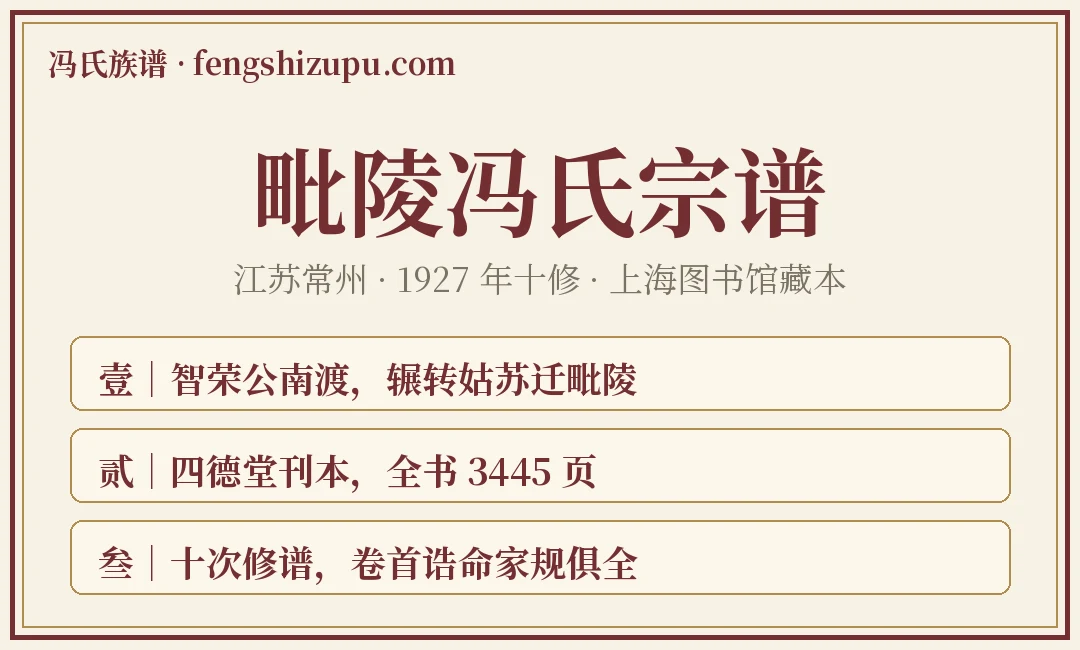 冯氏族谱 · fengshizupu.com
毗陵冯氏宗谱
江苏常州 · 1927 年十修 · 上海图书馆藏本
壹｜智荣公南渡，辗转姑苏迁毗陵
贰｜四德堂刊本，全书 3445 页
叁｜十次修谱，卷首诰命家规俱全